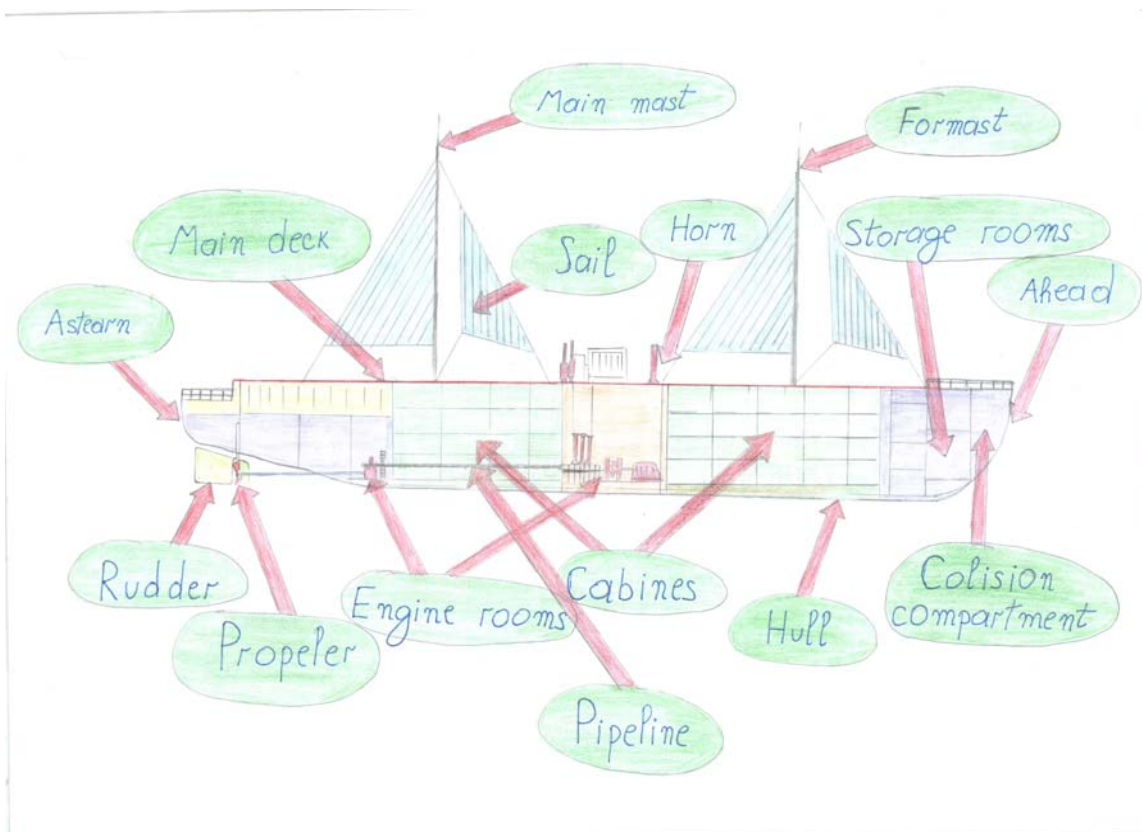 Main mast
Formast
Main deck
Sail
Horn
Storage rooms
Ahead
Astearn
Rudder
Propeler
Engine rooms
Pipeline
Cabines
Hull
Colision
compartment